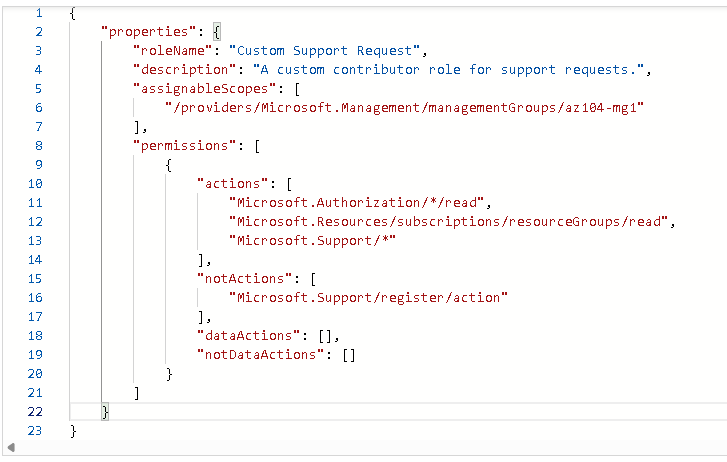 1 {
2 "properties": {
3 "roleName": "Custom Support Request",
4 "description": "A custom contributor role for support requests.",
5 "assignableScopes": [
6 "/providers/Microsoft.Management/managementGroups/az104-mg1"
7 ],
8 "permissions": [
9 {
10 "actions": [
11 "Microsoft.Authorization/*/read",
12 "Microsoft.Resources/subscriptions/resourceGroups/read",
13 "Microsoft.Support/*"
14 ],
15 "notActions": [
16 "Microsoft.Support/register/action"
17 ],
18 "dataActions": [],
19 "notDataActions": []
20 }
21 ]
22 }
23 }